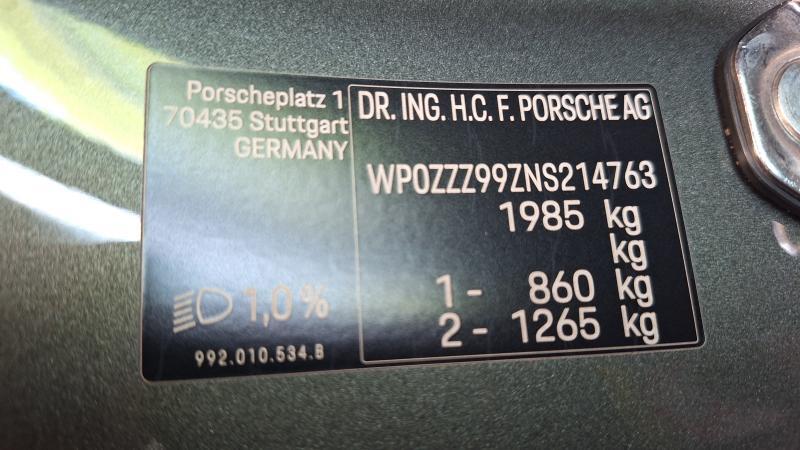 Porscheplatz 1
70435 Stuttgart
GERMANY
1,0 %
992.010.534.B
DR. ING. H.C. F. PORSCHE AG
WP0ZZZ99ZNS214763
1985 kg
kg
1 - 860 kg
2 - 1265 kg